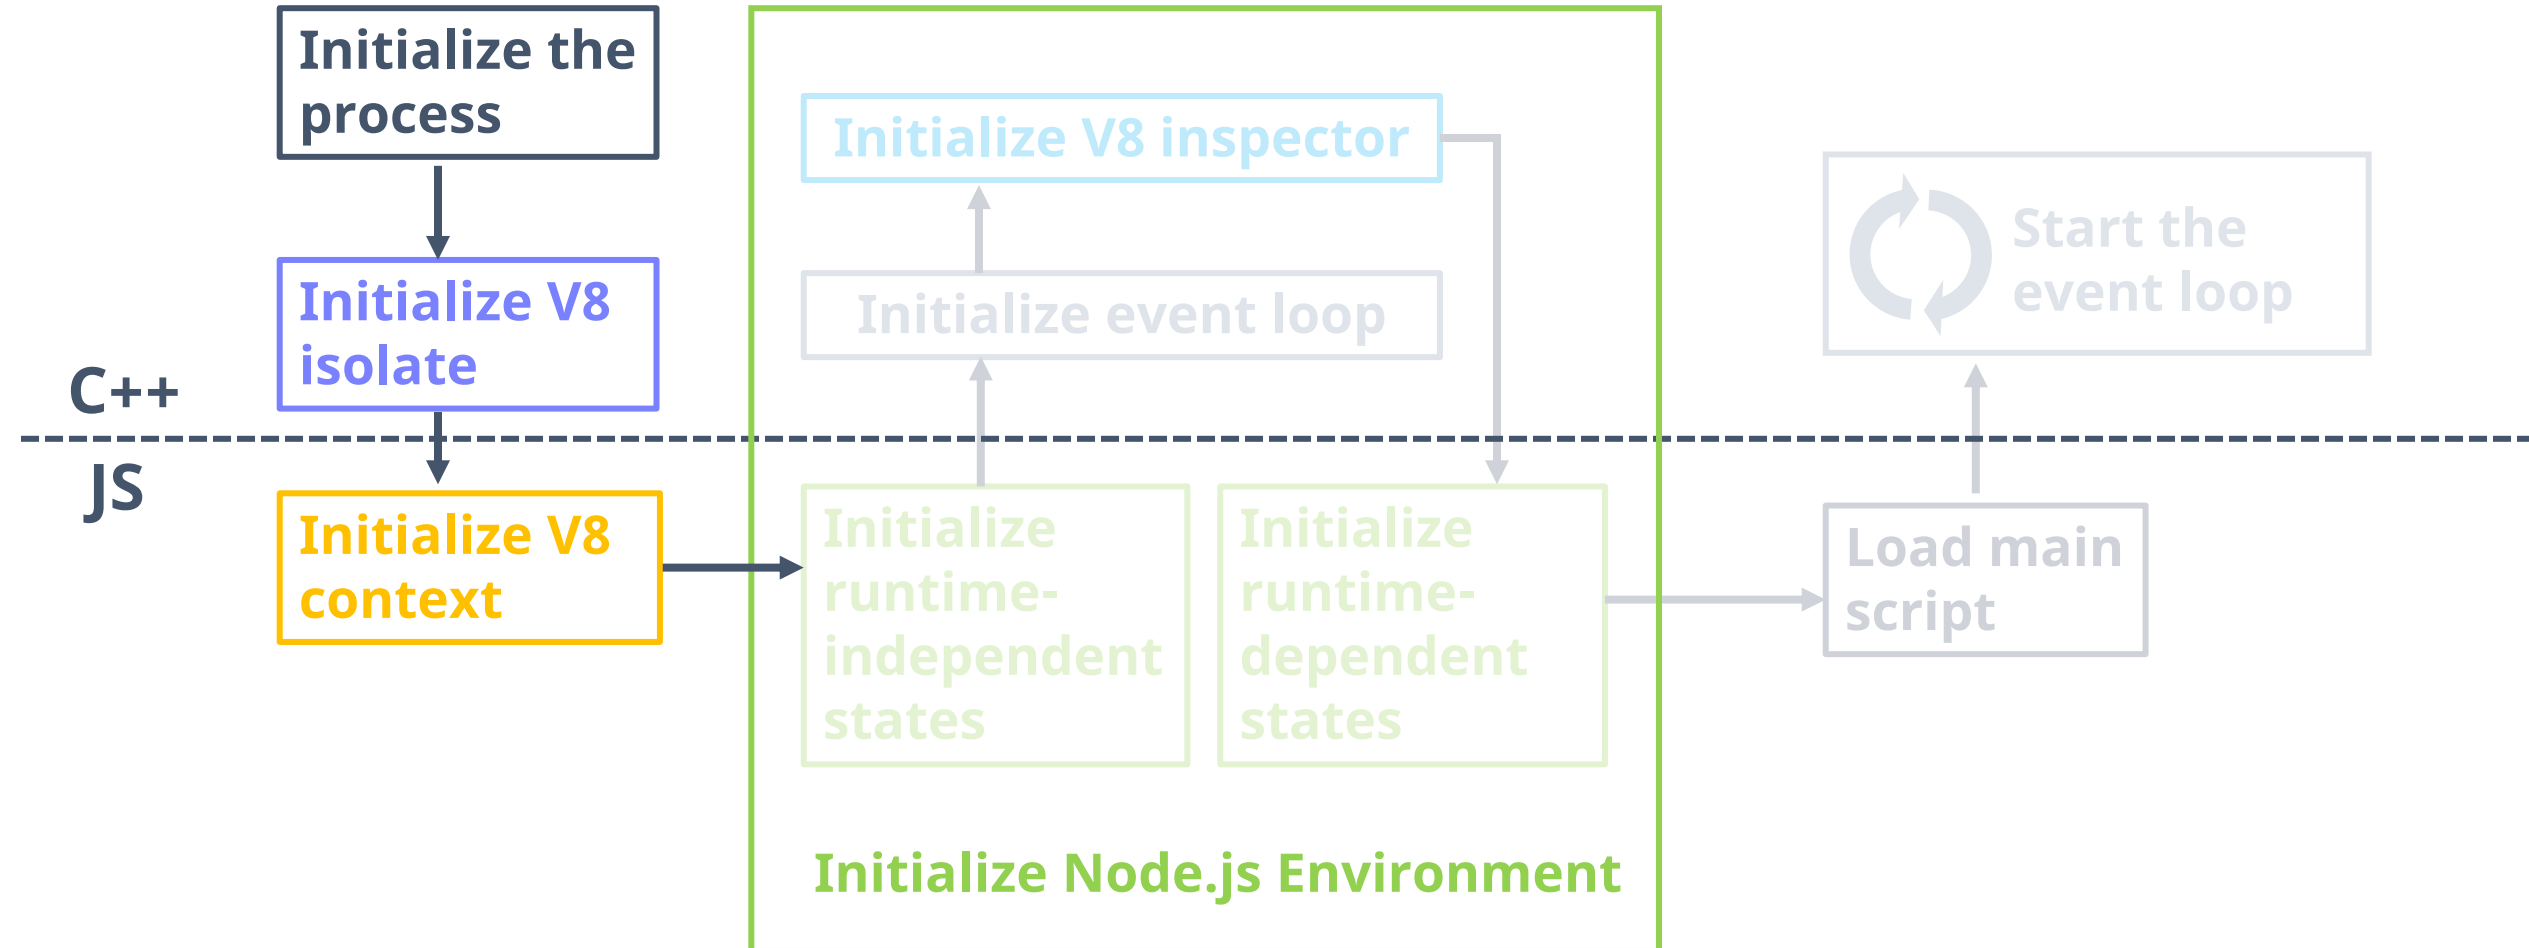 Initialize the
process
Initialize V8
isolate
C++
JS
Initialize V8
context
Initialize V8 inspector
Initialize event loop
Initialize
runtime-
independent
states
Initialize
runtime-
dependent
states
Initialize Node.js Environment
Start the
event loop
Load main
script